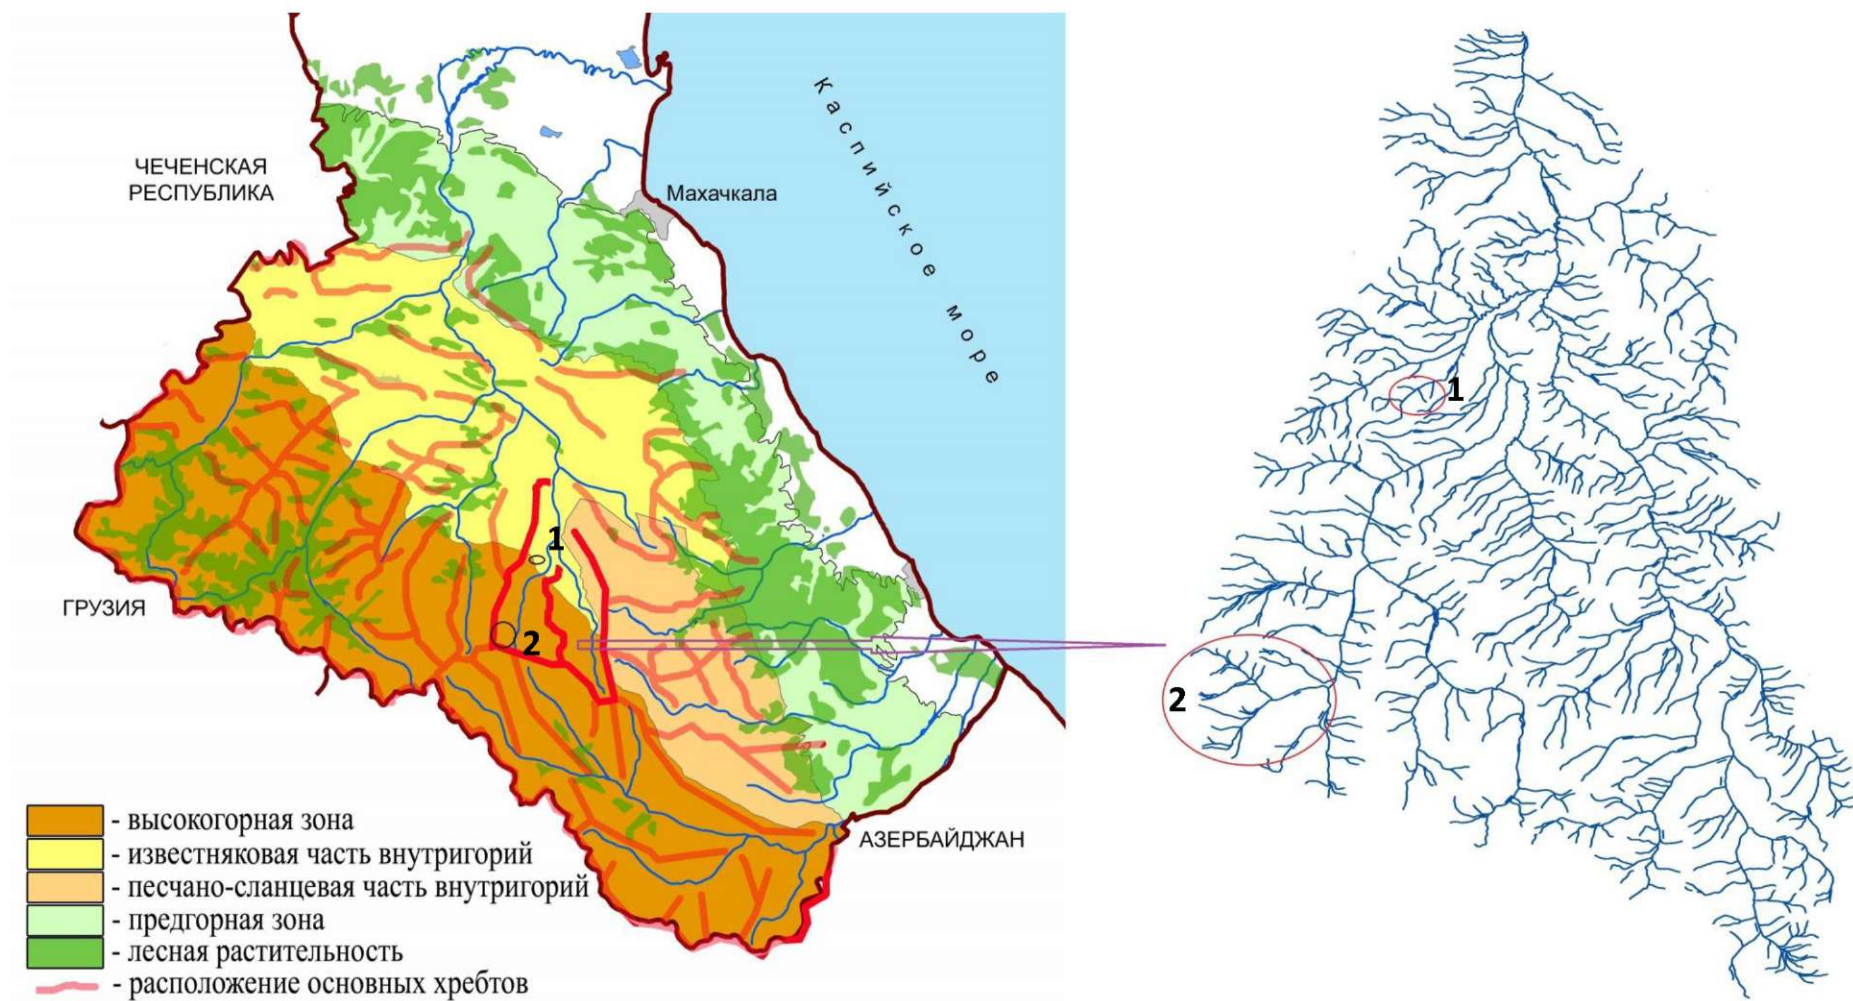 ЧЕЧЕНСКАЯ
РЕСПУБЛИКА
Махачкала
Каспийское море
ГРУЗИЯ
АЗЕРБАЙДЖАН
1
2
1
2
- высокогорная зона
- известняковая часть внутригорий
- песчано-сланцевая часть внутригорий
- предгорная зона
- лесная растительность
- расположение основных хребтов